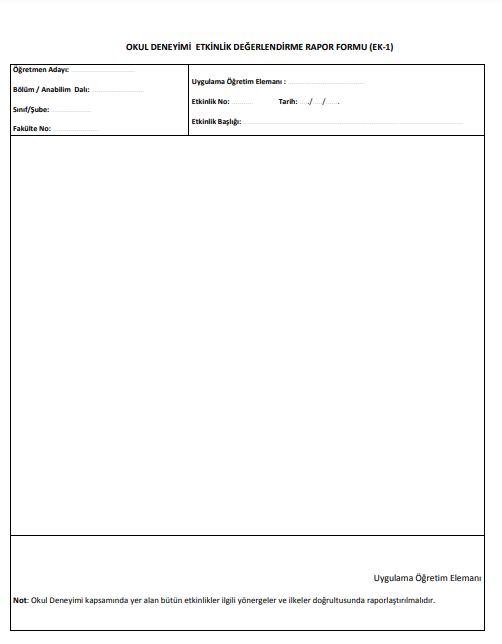 OKUL DENEYİMİ ETKİNLİK DEĞERLENDİRME RAPOR FORMU (EK-1)
Öğretmen Adayı: ........................
Bölüm / Anabilim Dalı: ........................
Sınıf/Şube: ........................
Fakülte No: ........................
Uygulama Öğretim Elemanı : ........................
Etkinlik No: ........... Tarih: ..../..../.......
Etkinlik Başlığı: ........................
Uygulama Öğretim Elemanı
Not: Okul Deneyimi kapsamında yer alan bütün etkinlikler ilgili yönergeler ve ilkeler doğrultusunda raporlaştırılmalıdır.